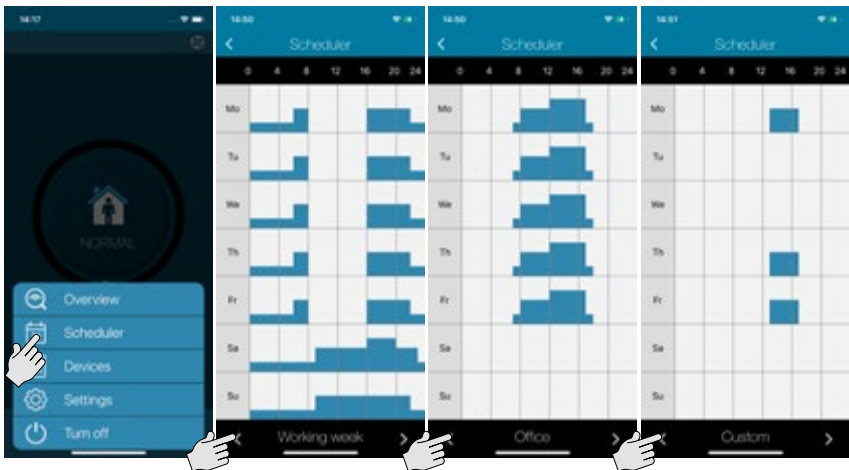 14:17
NORMAL
Overview
Scheduler
Devices
Settings
Turn off
14:50
Scheduler
0 4 8 12 16 20 24
Mo
Tu
We
Th
Fr
Sa
Su
Working week
14:50
Scheduler
0 4 8 12 16 20 24
Mo
Tu
We
Th
Fr
Sa
Su
Office
14:51
Scheduler
0 4 8 12 16 20 24
Mo
Tu
We
Th
Fr
Sa
Su
Custom